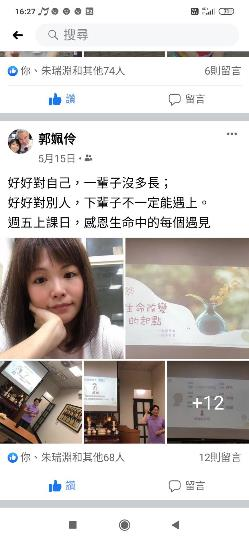 16:27
搜尋
你、朱瑞淵和其他74人
6則留言
讚
留言
郭姵伶
5月15日
好好對自己，一輩子沒多長；
好好對別人，下輩子不一定能遇上。
週五上課日，感恩生命中的每個遇見
生命改變
的起點
+12
你、朱瑞淵和其他68人
12則留言
讚
留言